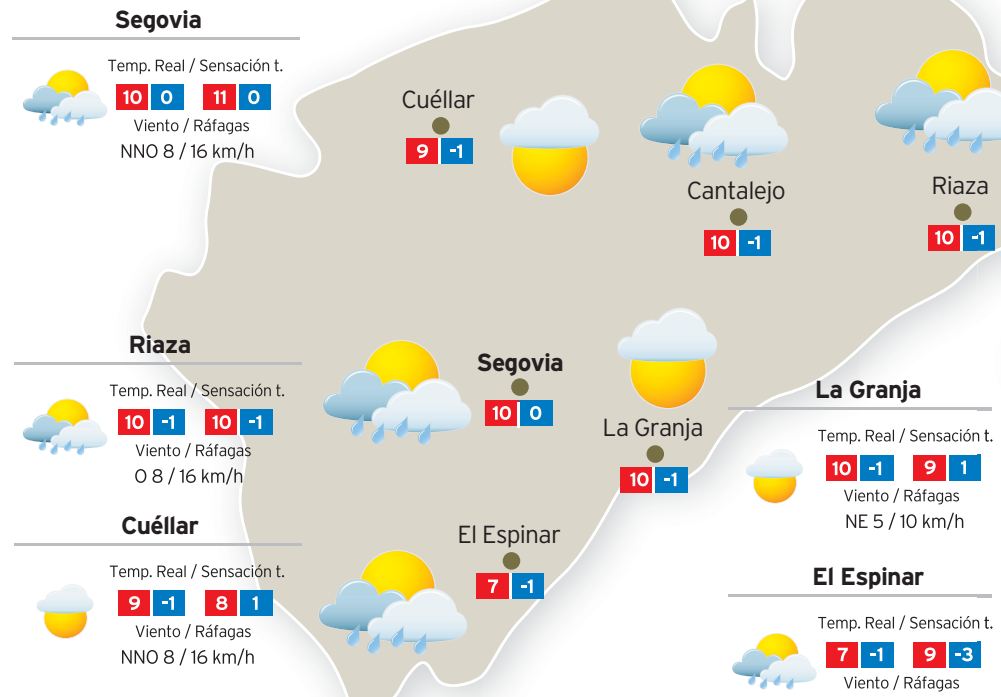 Segovia
Temp. Real / Sensación t.
10 0 11 0
Viento / Ráfagas
NNO 8 / 16 km/h
Cuéllar
9 -1
Cantalejo
10 -1
Riaza
10 -1
Riaza
Temp. Real / Sensación t.
10 -1 10 -1
Viento / Ráfagas
O 8 / 16 km/h
Segovia
10 0
La Granja
10 -1
La Granja
Temp. Real / Sensación t.
10 -1 9 1
Viento / Ráfagas
NE 5 / 10 km/h
Cuéllar
Temp. Real / Sensación t.
9 -1 8 1
Viento / Ráfagas
NNO 8 / 16 km/h
El Espinar
7 -1
El Espinar
Temp. Real / Sensación t.
7 -1 9 -3
Viento / Ráfagas